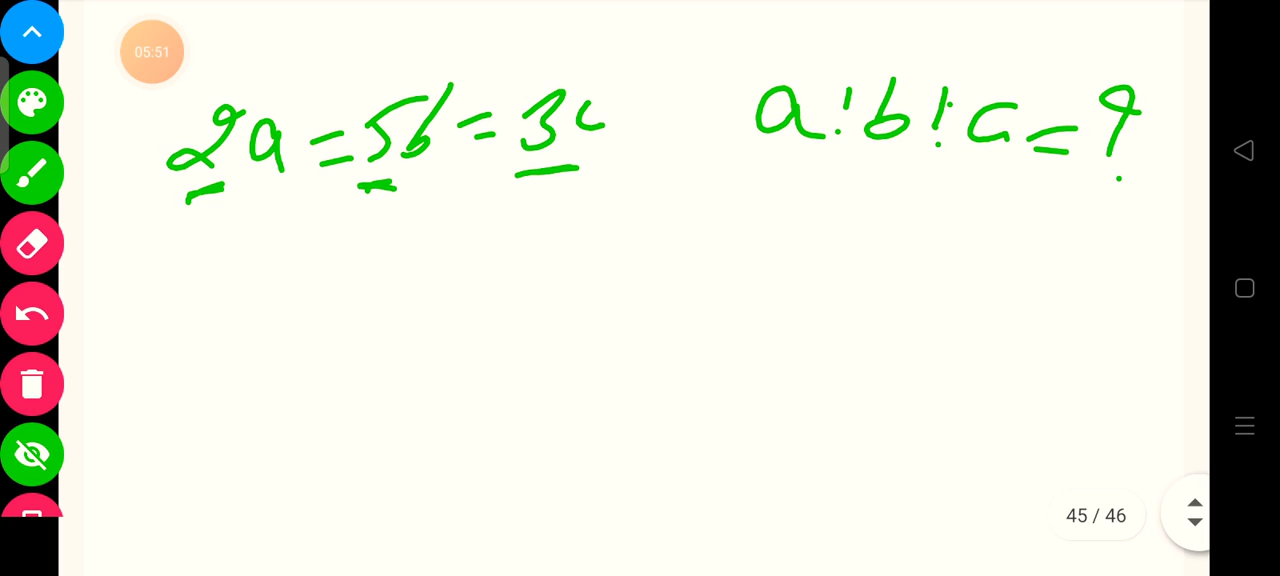 05:51
2a = 5b = 3c a:b:c = ?
45 / 46